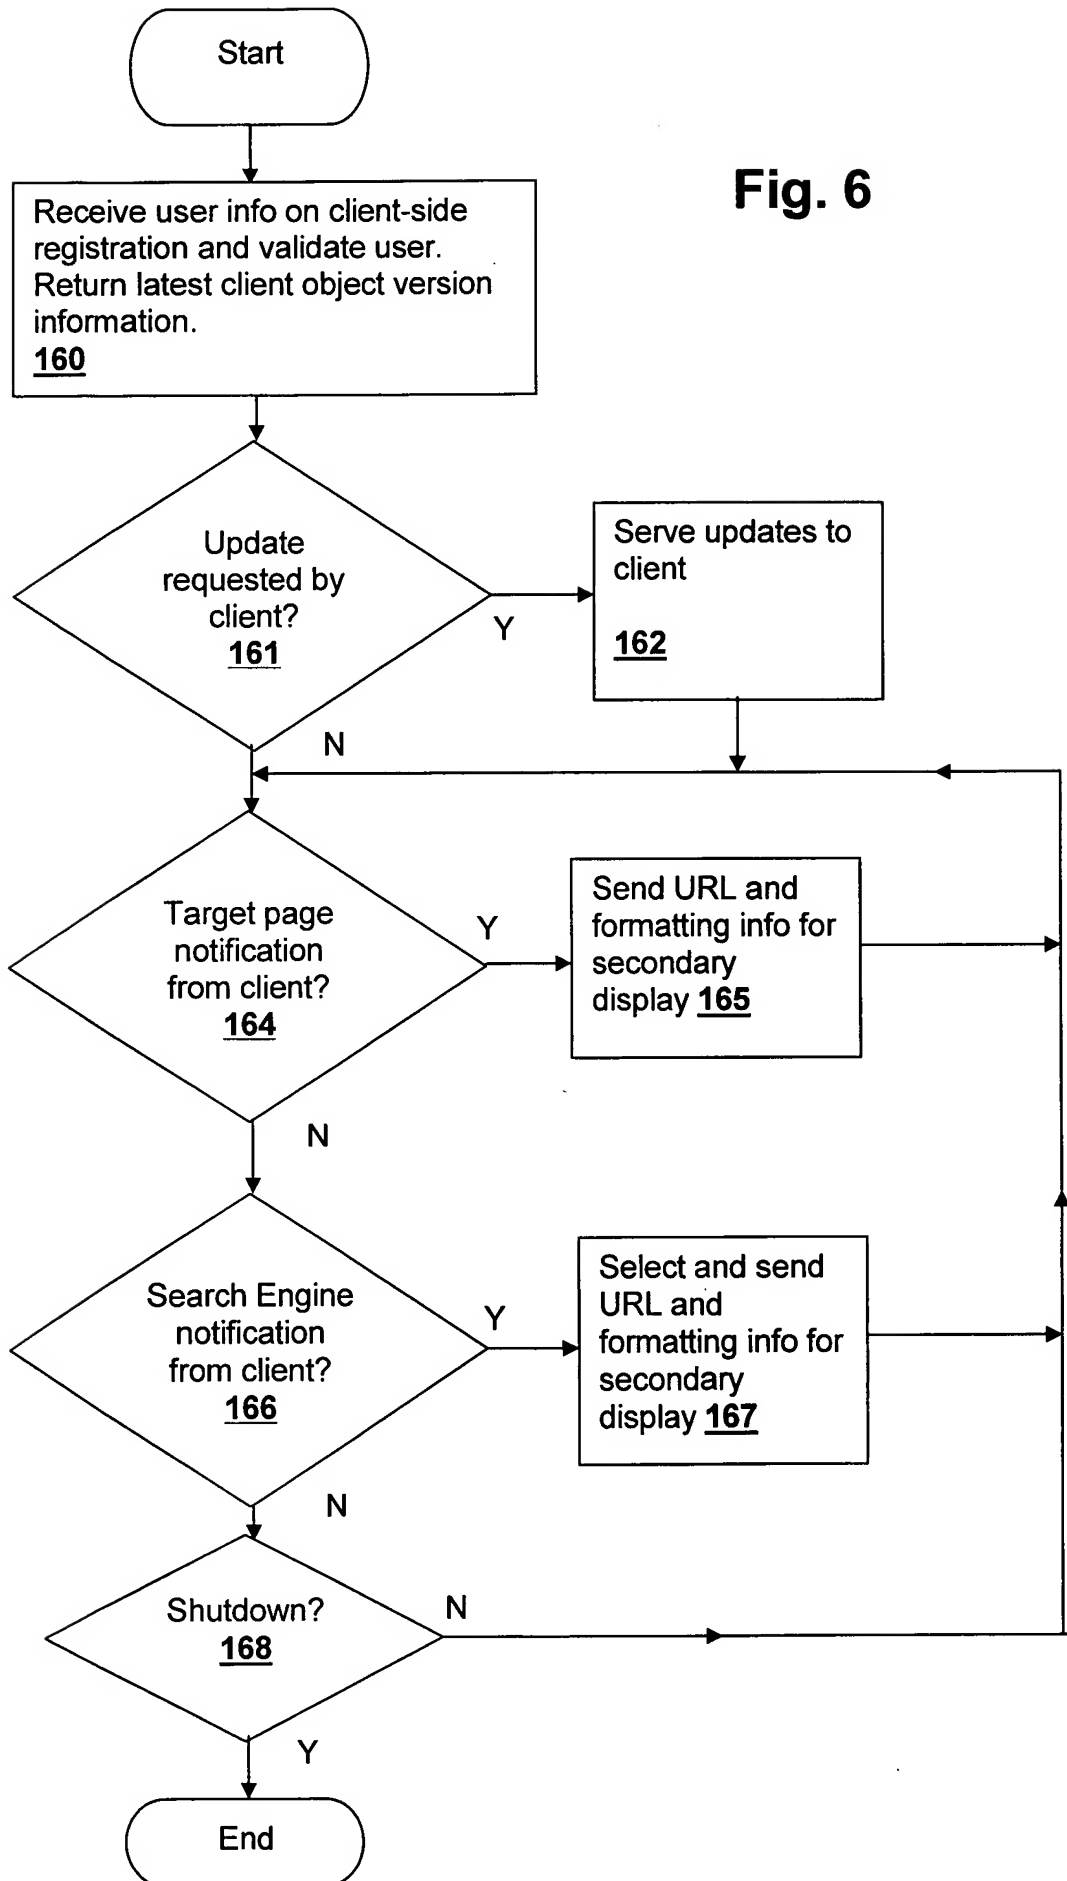 Start
Fig. 6
Receive user info on client-side
registration and validate user.
Return latest client object version
information.
160
Update
requested by
client?
161
Y
Serve updates to
client
162
N
Target page
notification
from client?
164
Y
Send URL and
formatting info for
secondary
display 165
N
Search Engine
notification
from client?
166
Y
Select and send
URL and
formatting info for
secondary
display 167
N
Shutdown?
168
N
Y
End